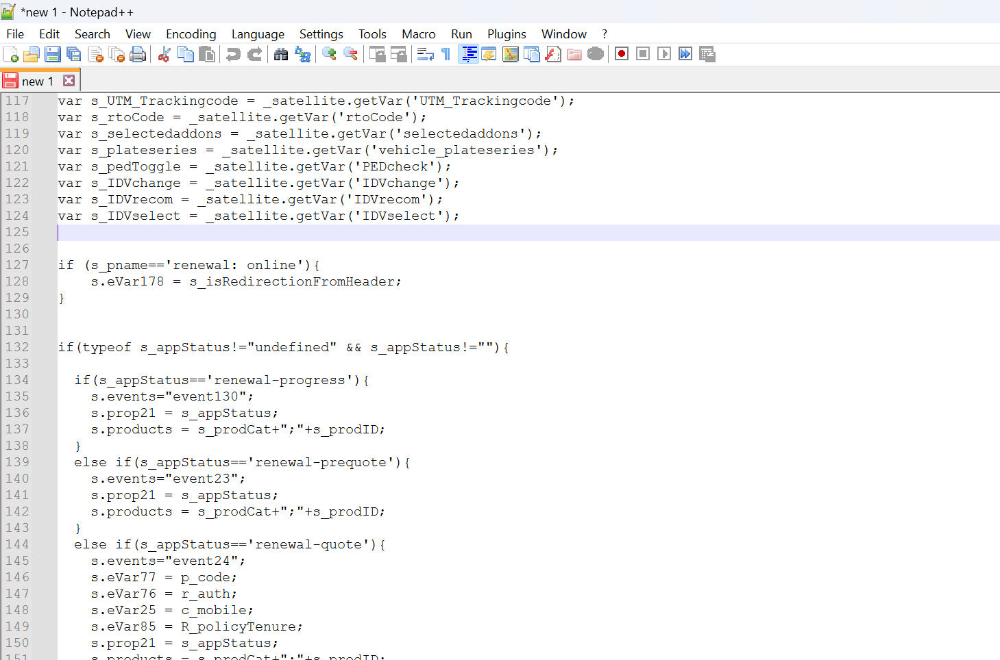 *new 1 - Notepad++
File Edit Search View Encoding Language Settings Tools Macro Run Plugins Window ?
new 1
117 var s_UTM_Trackingcode = _satellite.getVar('UTM_Trackingcode');
118 var s_rtoCode = _satellite.getVar('rtoCode');
119 var s_selectedaddons = _satellite.getVar('selectedaddons');
120 var s_plateseries = _satellite.getVar('vehicle_plateseries');
121 var s_pedToggle = _satellite.getVar('PEDcheck');
122 var s_IDVchange = _satellite.getVar('IDVchange');
123 var s_IDVrecom = _satellite.getVar('IDVrecom');
124 var s_IDVselect = _satellite.getVar('IDVselect');
125
126
127 if (s_pname=='renewal: online'){
128     s.eVar178 = s_isRedirectionFromHeader;
129 }
130
131
132 if(typeof s_appStatus!="undefined" && s_appStatus!=""){
133
134   if(s_appStatus=='renewal-progress'){
135     s.events="event130";
136     s.prop21 = s_appStatus;
137     s.products = s_prodCat+";"+s_prodID;
138   }
139   else if(s_appStatus=='renewal-prequote'){
140     s.events="event23";
141     s.prop21 = s_appStatus;
142     s.products = s_prodCat+";"+s_prodID;
143   }
144   else if(s_appStatus=='renewal-quote'){
145     s.events="event24";
146     s.eVar77 = p_code;
147     s.eVar76 = r_auth;
148     s.eVar25 = c_mobile;
149     s.eVar85 = R_policyTenure;
150     s.prop21 = s_appStatus;
151     s.products = s_prodCat+";"+s_prodID;